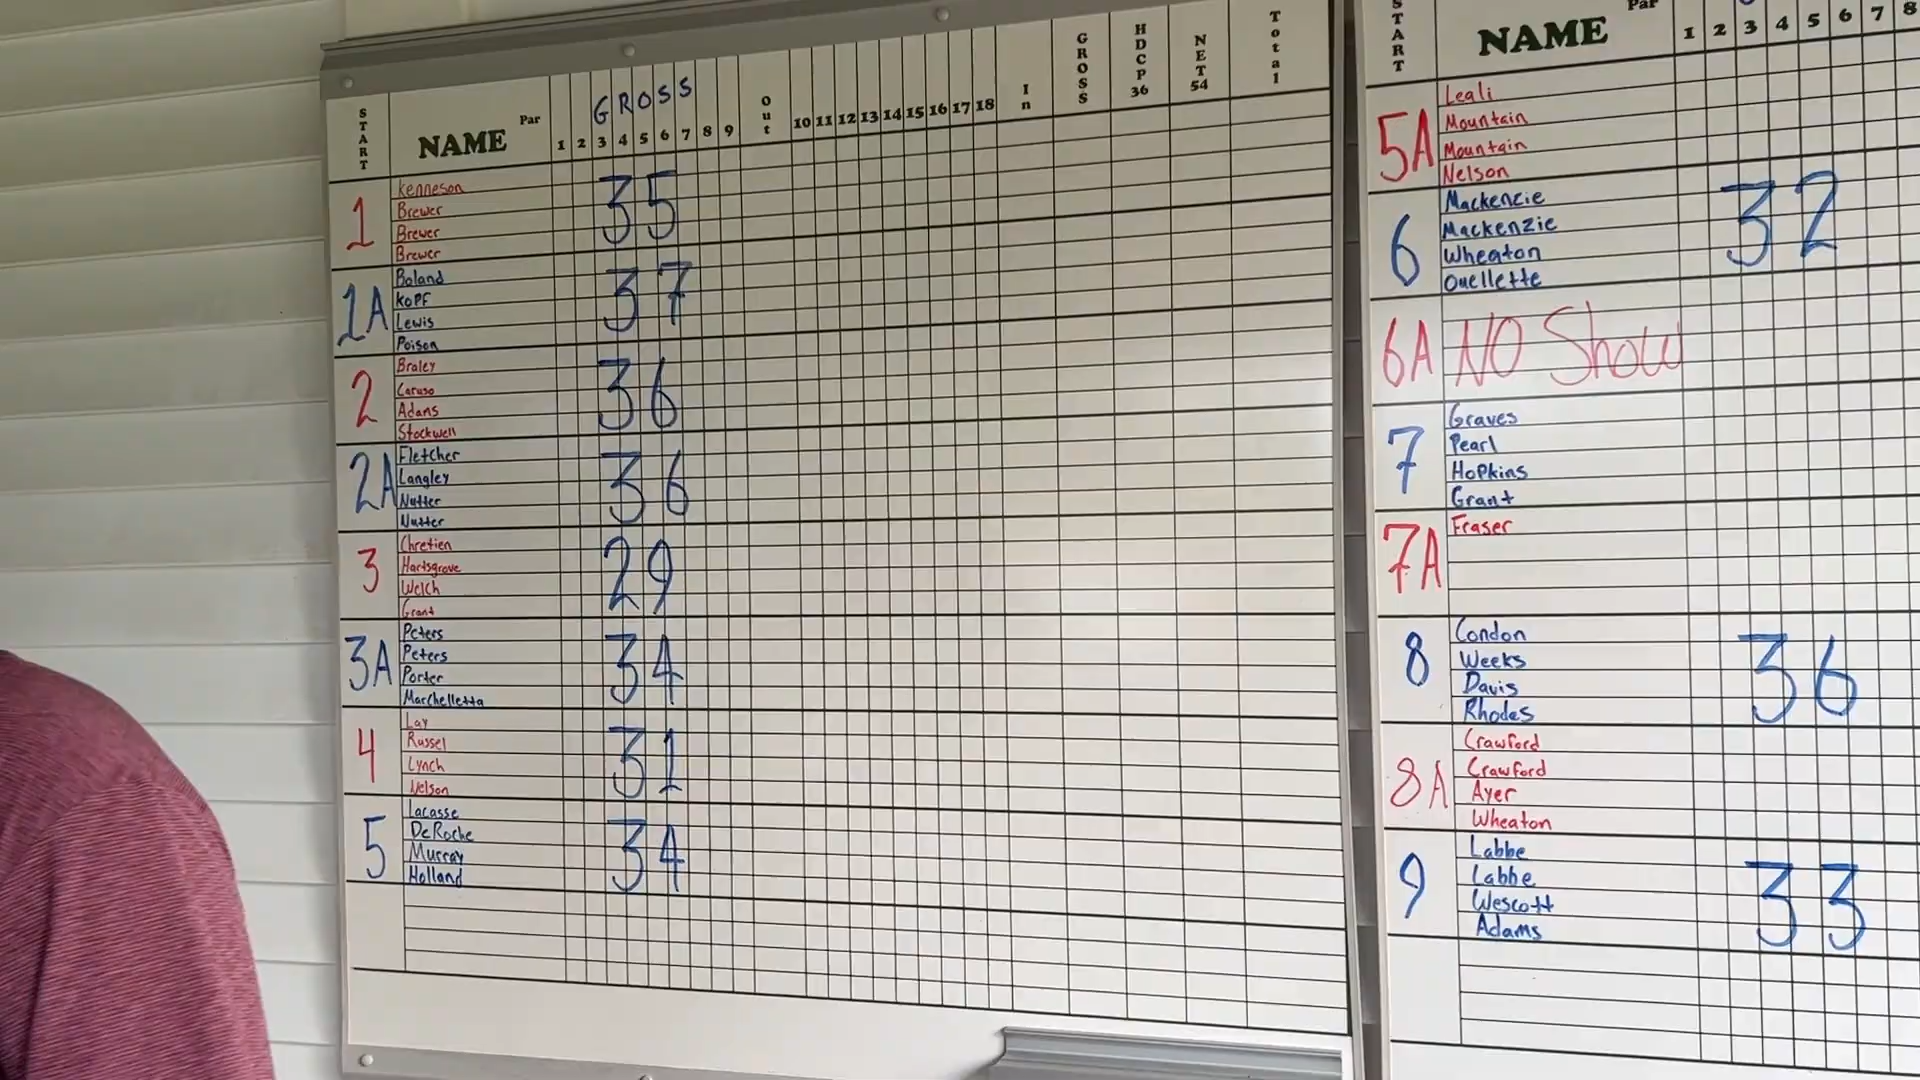 START NAME Par 1 2 3 4 5 6 7 8 9 Out 10 11 12 13 14 15 16 17 18 In GROSS HDCP 36 NET 54 Total
GROSS
1 Kenneson 35
Brewer
Brewer
Brewer
1A Boland 37
Kopf
Lewis
Poison
2 Braley 36
Caruso
Adans
Stockwell
2A Fletcher 36
Langley
Nutter
Nutter
3 Chretien 29
Hartsgrove
Welch
Grant
3A Peters 34
Peters
Porter
Marchelletta
4 Lay 31
Russel
Lynch
Nelson
5 Lacasse 34
DeRoche
Murray
Holland
START NAME Par 1 2 3 4 5 6 7 8
5A Leali
Mountain
Mountain
Nelson
6 Mackenzie 32
Mackenzie
Wheaton
Ouellette
6A NO Show
7 Graves
Pearl
Hopkins
Grant
7A Fraser
8 Condon 36
Weeks
Davis
Rhodes
8A Crawford
Crawford
Ayer
Wheaton
9 Labbe 33
Labbe
Wescott
Adams